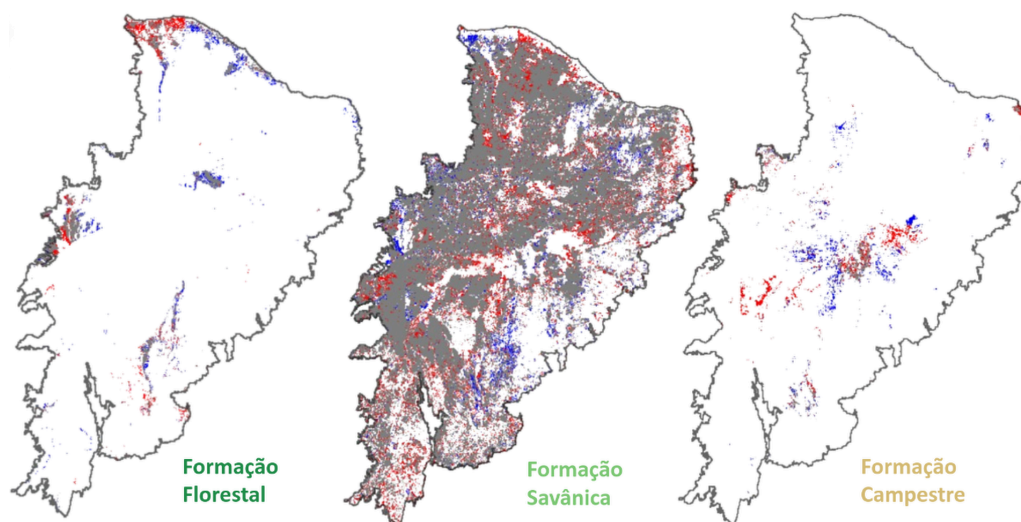 Formação
Florestal
Formação
Savânica
Formação
Campestre